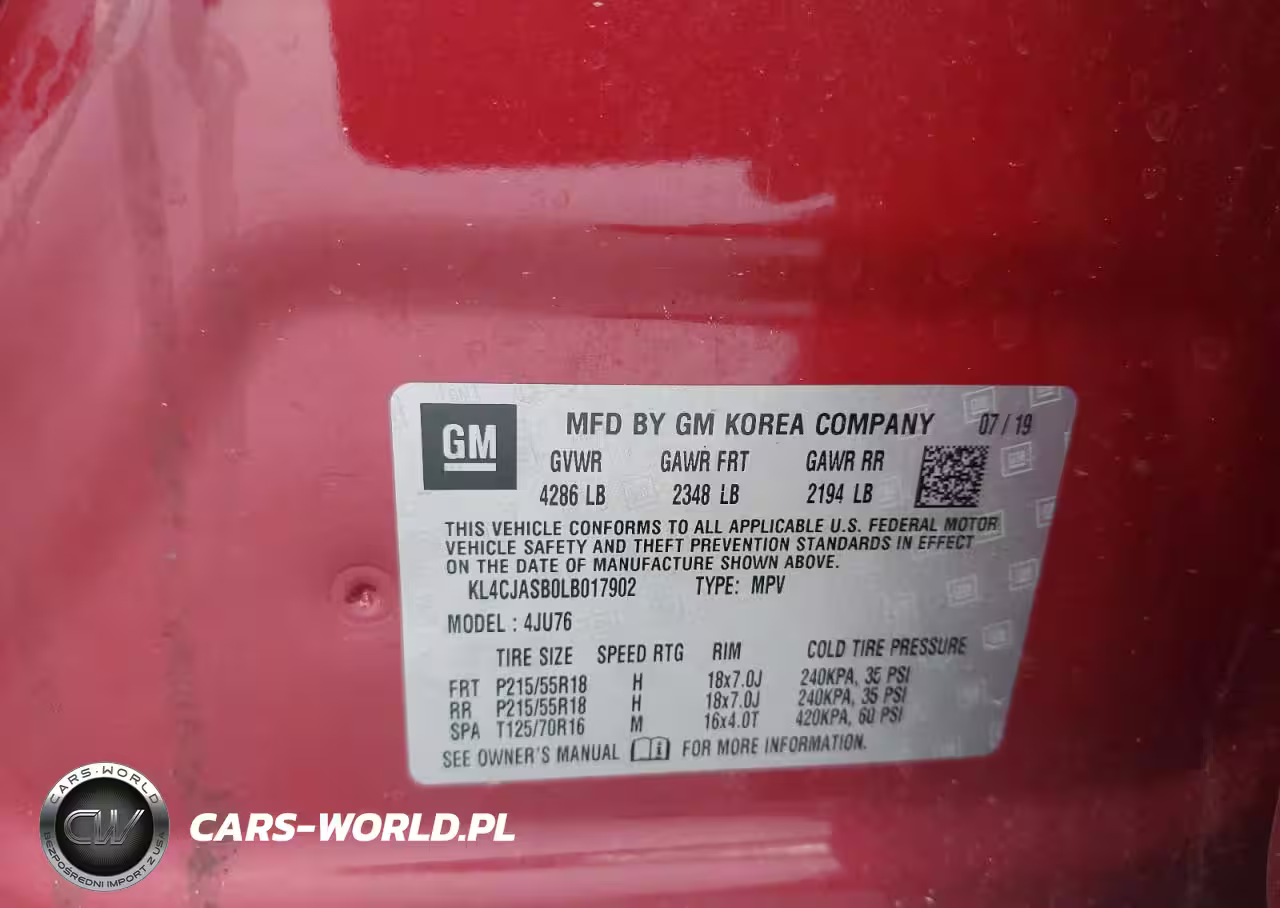 GM
MFD BY GM KOREA COMPANY 07/19
GVWR GAWR FRT GAWR RR
4286 LB 2348 LB 2194 LB
THIS VEHICLE CONFORMS TO ALL APPLICABLE U.S. FEDERAL MOTOR
VEHICLE SAFETY AND THEFT PREVENTION STANDARDS IN EFFECT
ON THE DATE OF MANUFACTURE SHOWN ABOVE.
KL4CJASB0LB017902 TYPE: MPV
MODEL : 4JU76
TIRE SIZE SPEED RTG RIM COLD TIRE PRESSURE
FRT P215/55R18 H 18x7.0J 240KPA, 35 PSI
RR P215/55R18 H 18x7.0J 240KPA, 35 PSI
SPA T125/70R16 M 16x4.0T 420KPA, 60 PSI
SEE OWNER'S MANUAL FOR MORE INFORMATION.
CARS-WORLD
CW
BEZPOŚREDNI IMPORT Z USA
CARS-WORLD.PL